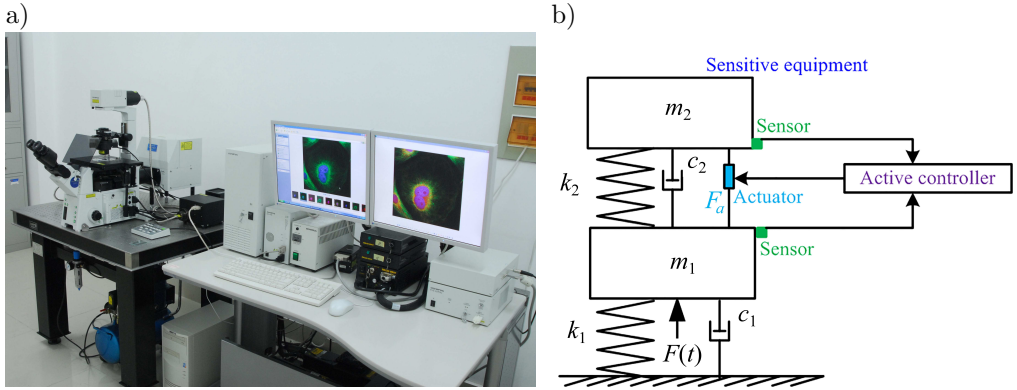 a)
b)
Sensitive equipment
m2
Sensor
c2
k2
Fa
Actuator
Active controller
m1
Sensor
k1
F(t)
c1